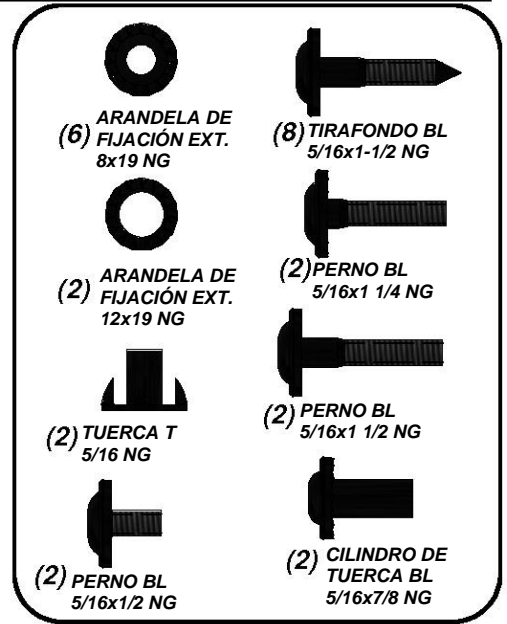 (6) ARANDELA DE
FIJACIÓN EXT.
8x19 NG
(8) TIRAFONDO BL
5/16x1-1/2 NG
(2) ARANDELA DE
FIJACIÓN EXT.
12x19 NG
(2) PERNO BL
5/16x1 1/4 NG
(2) TUERCA T
5/16 NG
(2) PERNO BL
5/16x1 1/2 NG
(2) PERNO BL
5/16x1/2 NG
(2) CILINDRO DE
TUERCA BL
5/16x7/8 NG